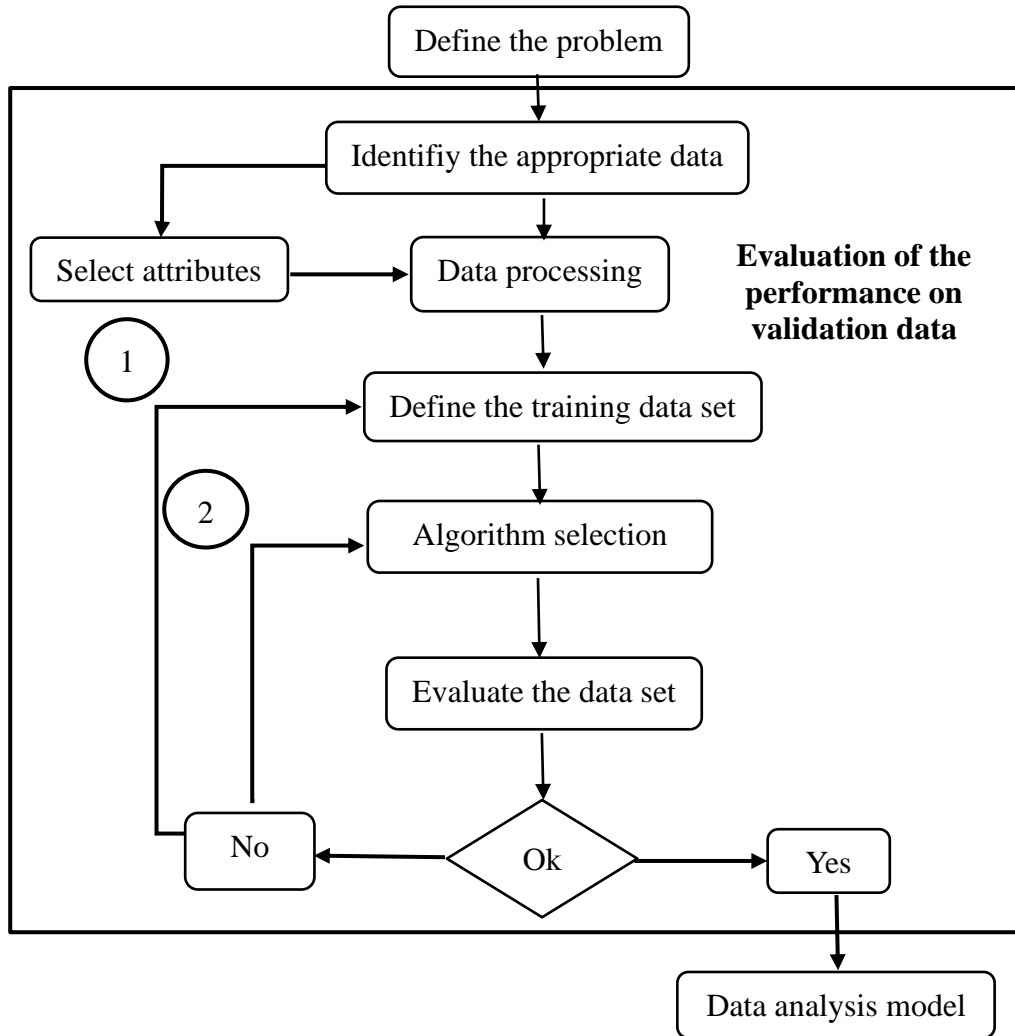 Define the problem
Identifiy the appropriate data
Select attributes
Data processing
Evaluation of the
performance on
validation data
1
Define the training data set
2
Algorithm selection
Evaluate the data set
No
Ok
Yes
Data analysis model